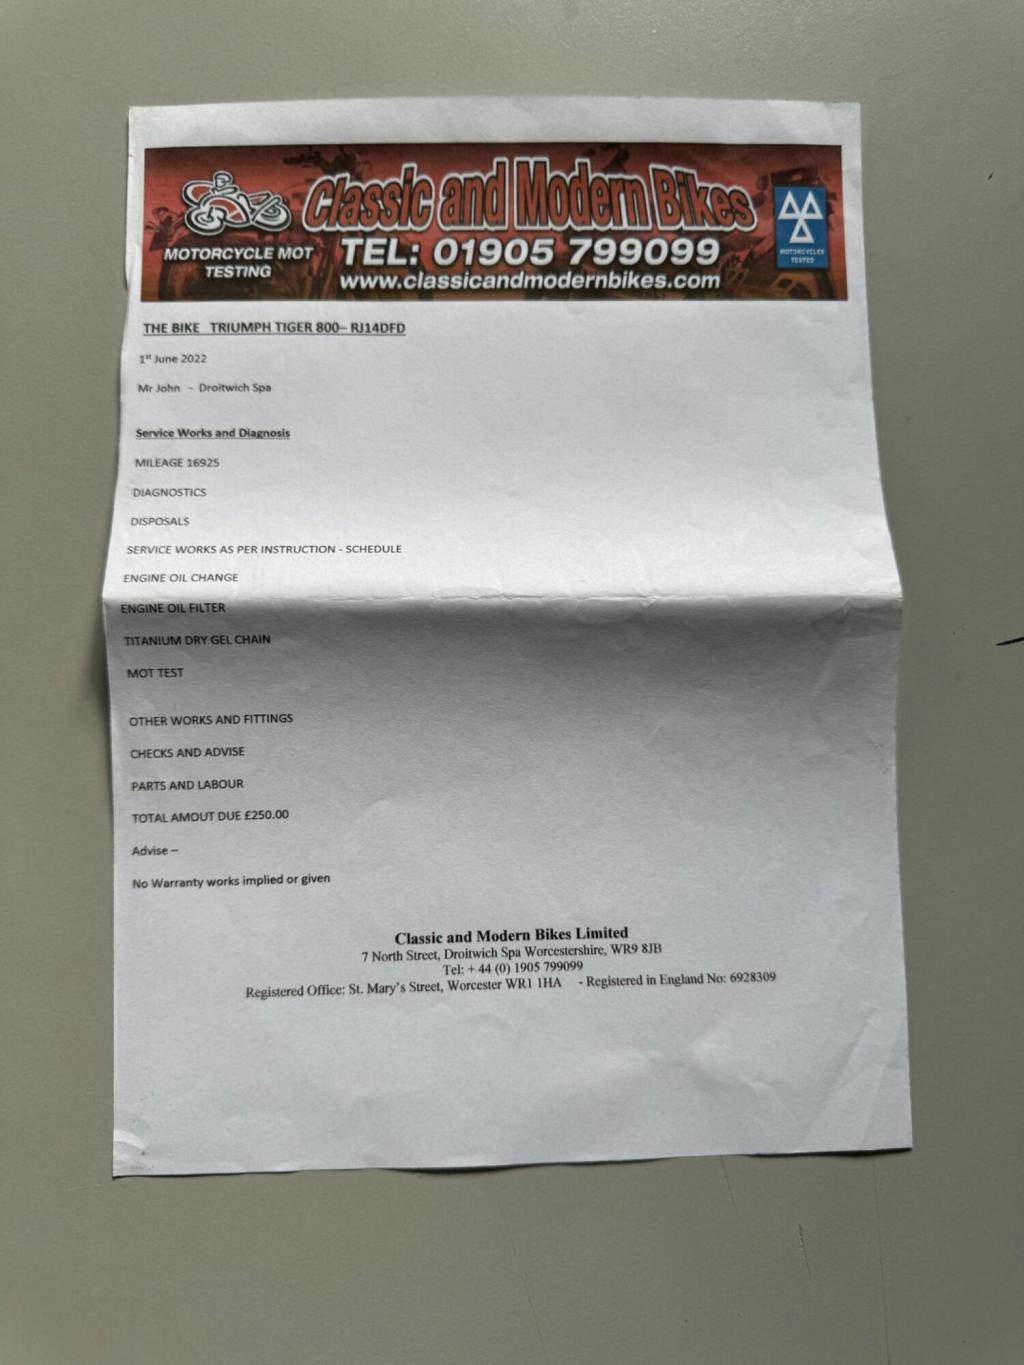 Classic and Modern Bikes
MOTORCYCLE MOT TESTING
TEL: 01905 799099
www.classicandmodernbikes.com
MOTORCYCLES
TESTED
THE BIKE TRIUMPH TIGER 800– RJ14DFD
1st June 2022
Mr John - Droitwich Spa
Service Works and Diagnosis
MILEAGE 16925
DIAGNOSTICS
DISPOSALS
SERVICE WORKS AS PER INSTRUCTION - SCHEDULE
ENGINE OIL CHANGE
ENGINE OIL FILTER
TITANIUM DRY GEL CHAIN
MOT TEST
OTHER WORKS AND FITTINGS
CHECKS AND ADVISE
PARTS AND LABOUR
TOTAL AMOUT DUE £250.00
Advise –
No Warranty works implied or given
Classic and Modern Bikes Limited
7 North Street, Droitwich Spa Worcestershire, WR9 8JB
Tel: + 44 (0) 1905 799099
Registered Office: St. Mary's Street, Worcester WR1 1HA - Registered in England No: 6928309